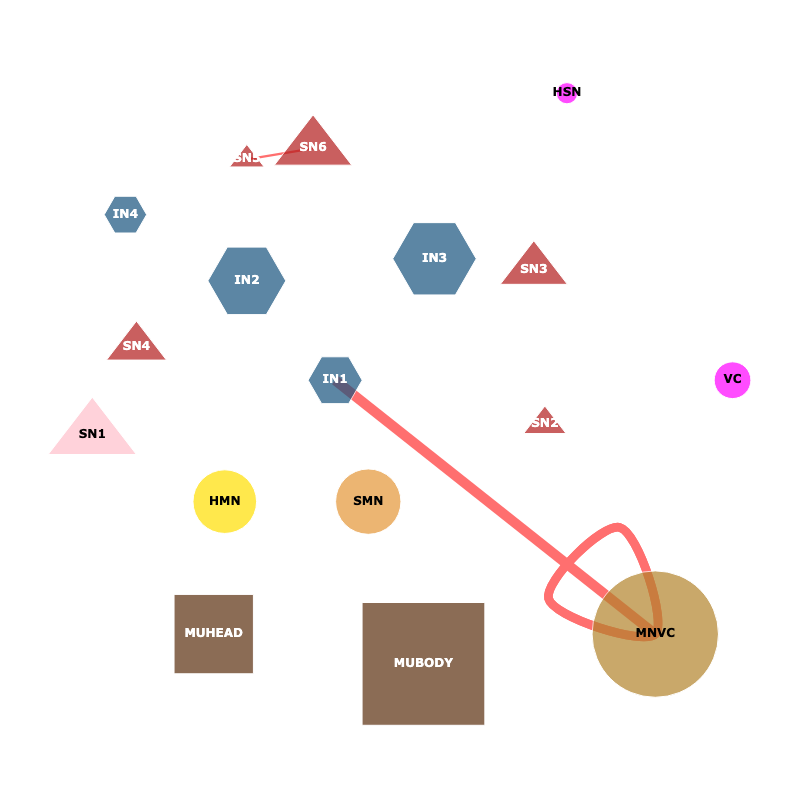 HSN
SN6
SN5
IN4
IN3
SN3
IN2
SN4
IN1
VC
SN2
SN1
HMN
SMN
MUHEAD
MNVC
MUBODY